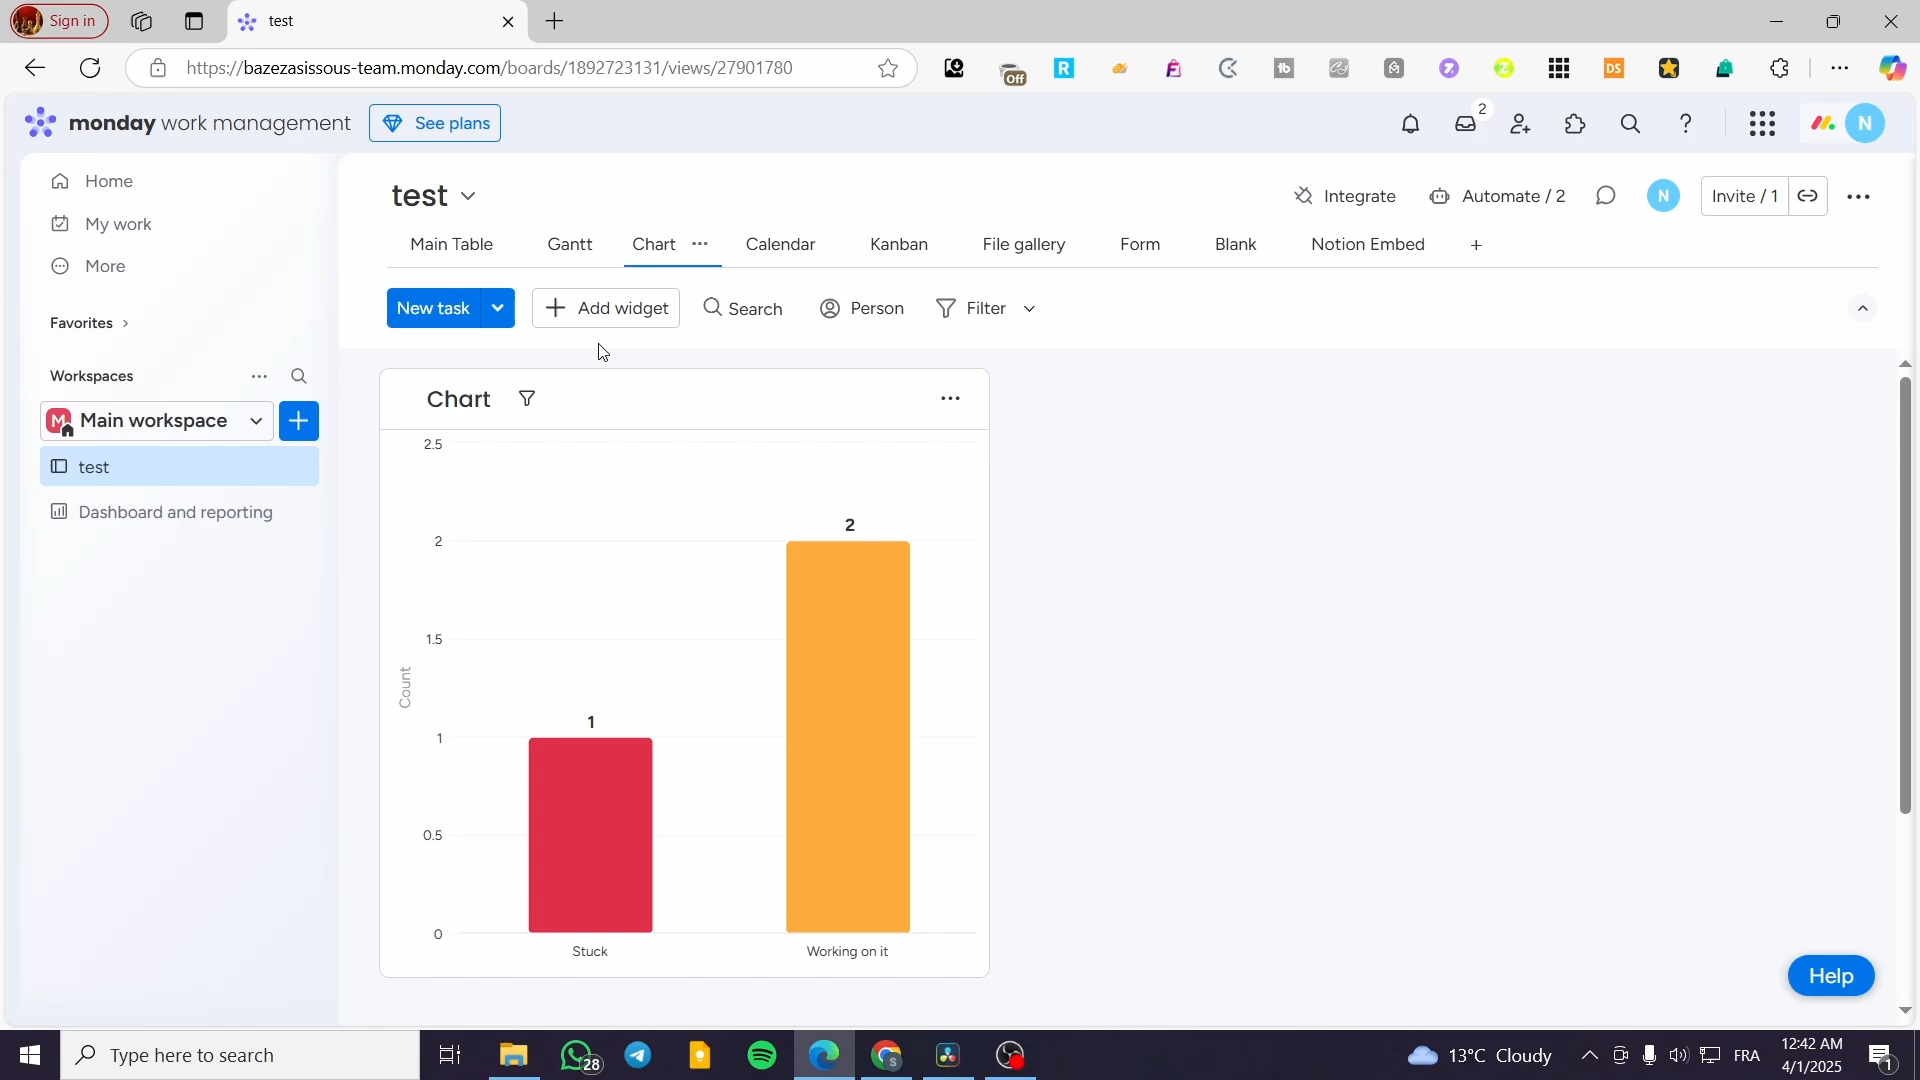 Sign in
test
https://bazezasissous-team.monday.com/boards/1892723131/views/27901780
Off
R
DS
monday work management
See plans
2
N
Home
My work
More
Favorites
Workspaces
M
Main workspace
test
Dashboard and reporting
test
Integrate
Automate / 2
N
Invite / 1
Main Table
Gantt
Chart
Calendar
Kanban
File gallery
Form
Blank
Notion Embed
New task
Add widget
Search
Person
Filter
Chart
2.5
2
1.5
1
0.5
0
Count
1
2
Stuck
Working on it
Help
Type here to search
28
S
13°C Cloudy
FRA
12:42 AM
4/1/2025
1